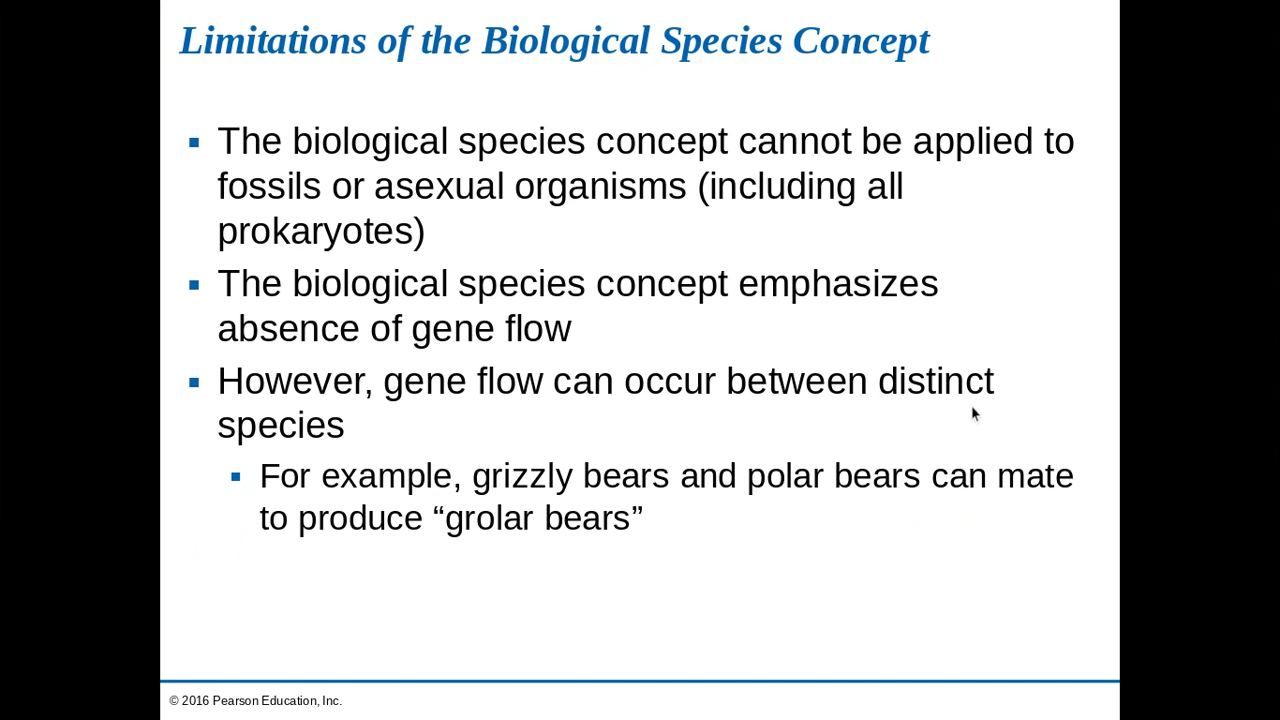 Limitations of the Biological Species Concept
▪ The biological species concept cannot be applied to
fossils or asexual organisms (including all
prokaryotes)
▪ The biological species concept emphasizes
absence of gene flow
▪ However, gene flow can occur between distinct
species
▪ For example, grizzly bears and polar bears can mate
to produce “grolar bears”
© 2016 Pearson Education, Inc.